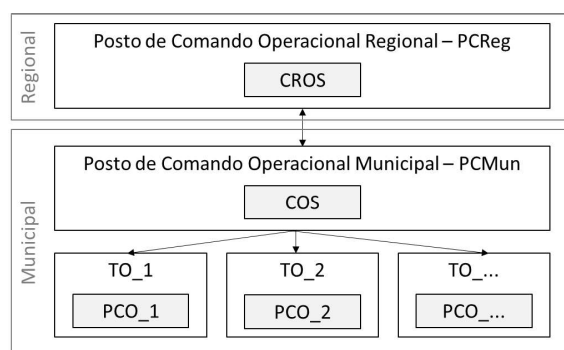 Regional
Posto de Comando Operacional Regional – PCReg
CROS
Municipal
Posto de Comando Operacional Municipal – PCMun
COS
TO_1
TO_2
TO_...
PCO_1
PCO_2
PCO_...